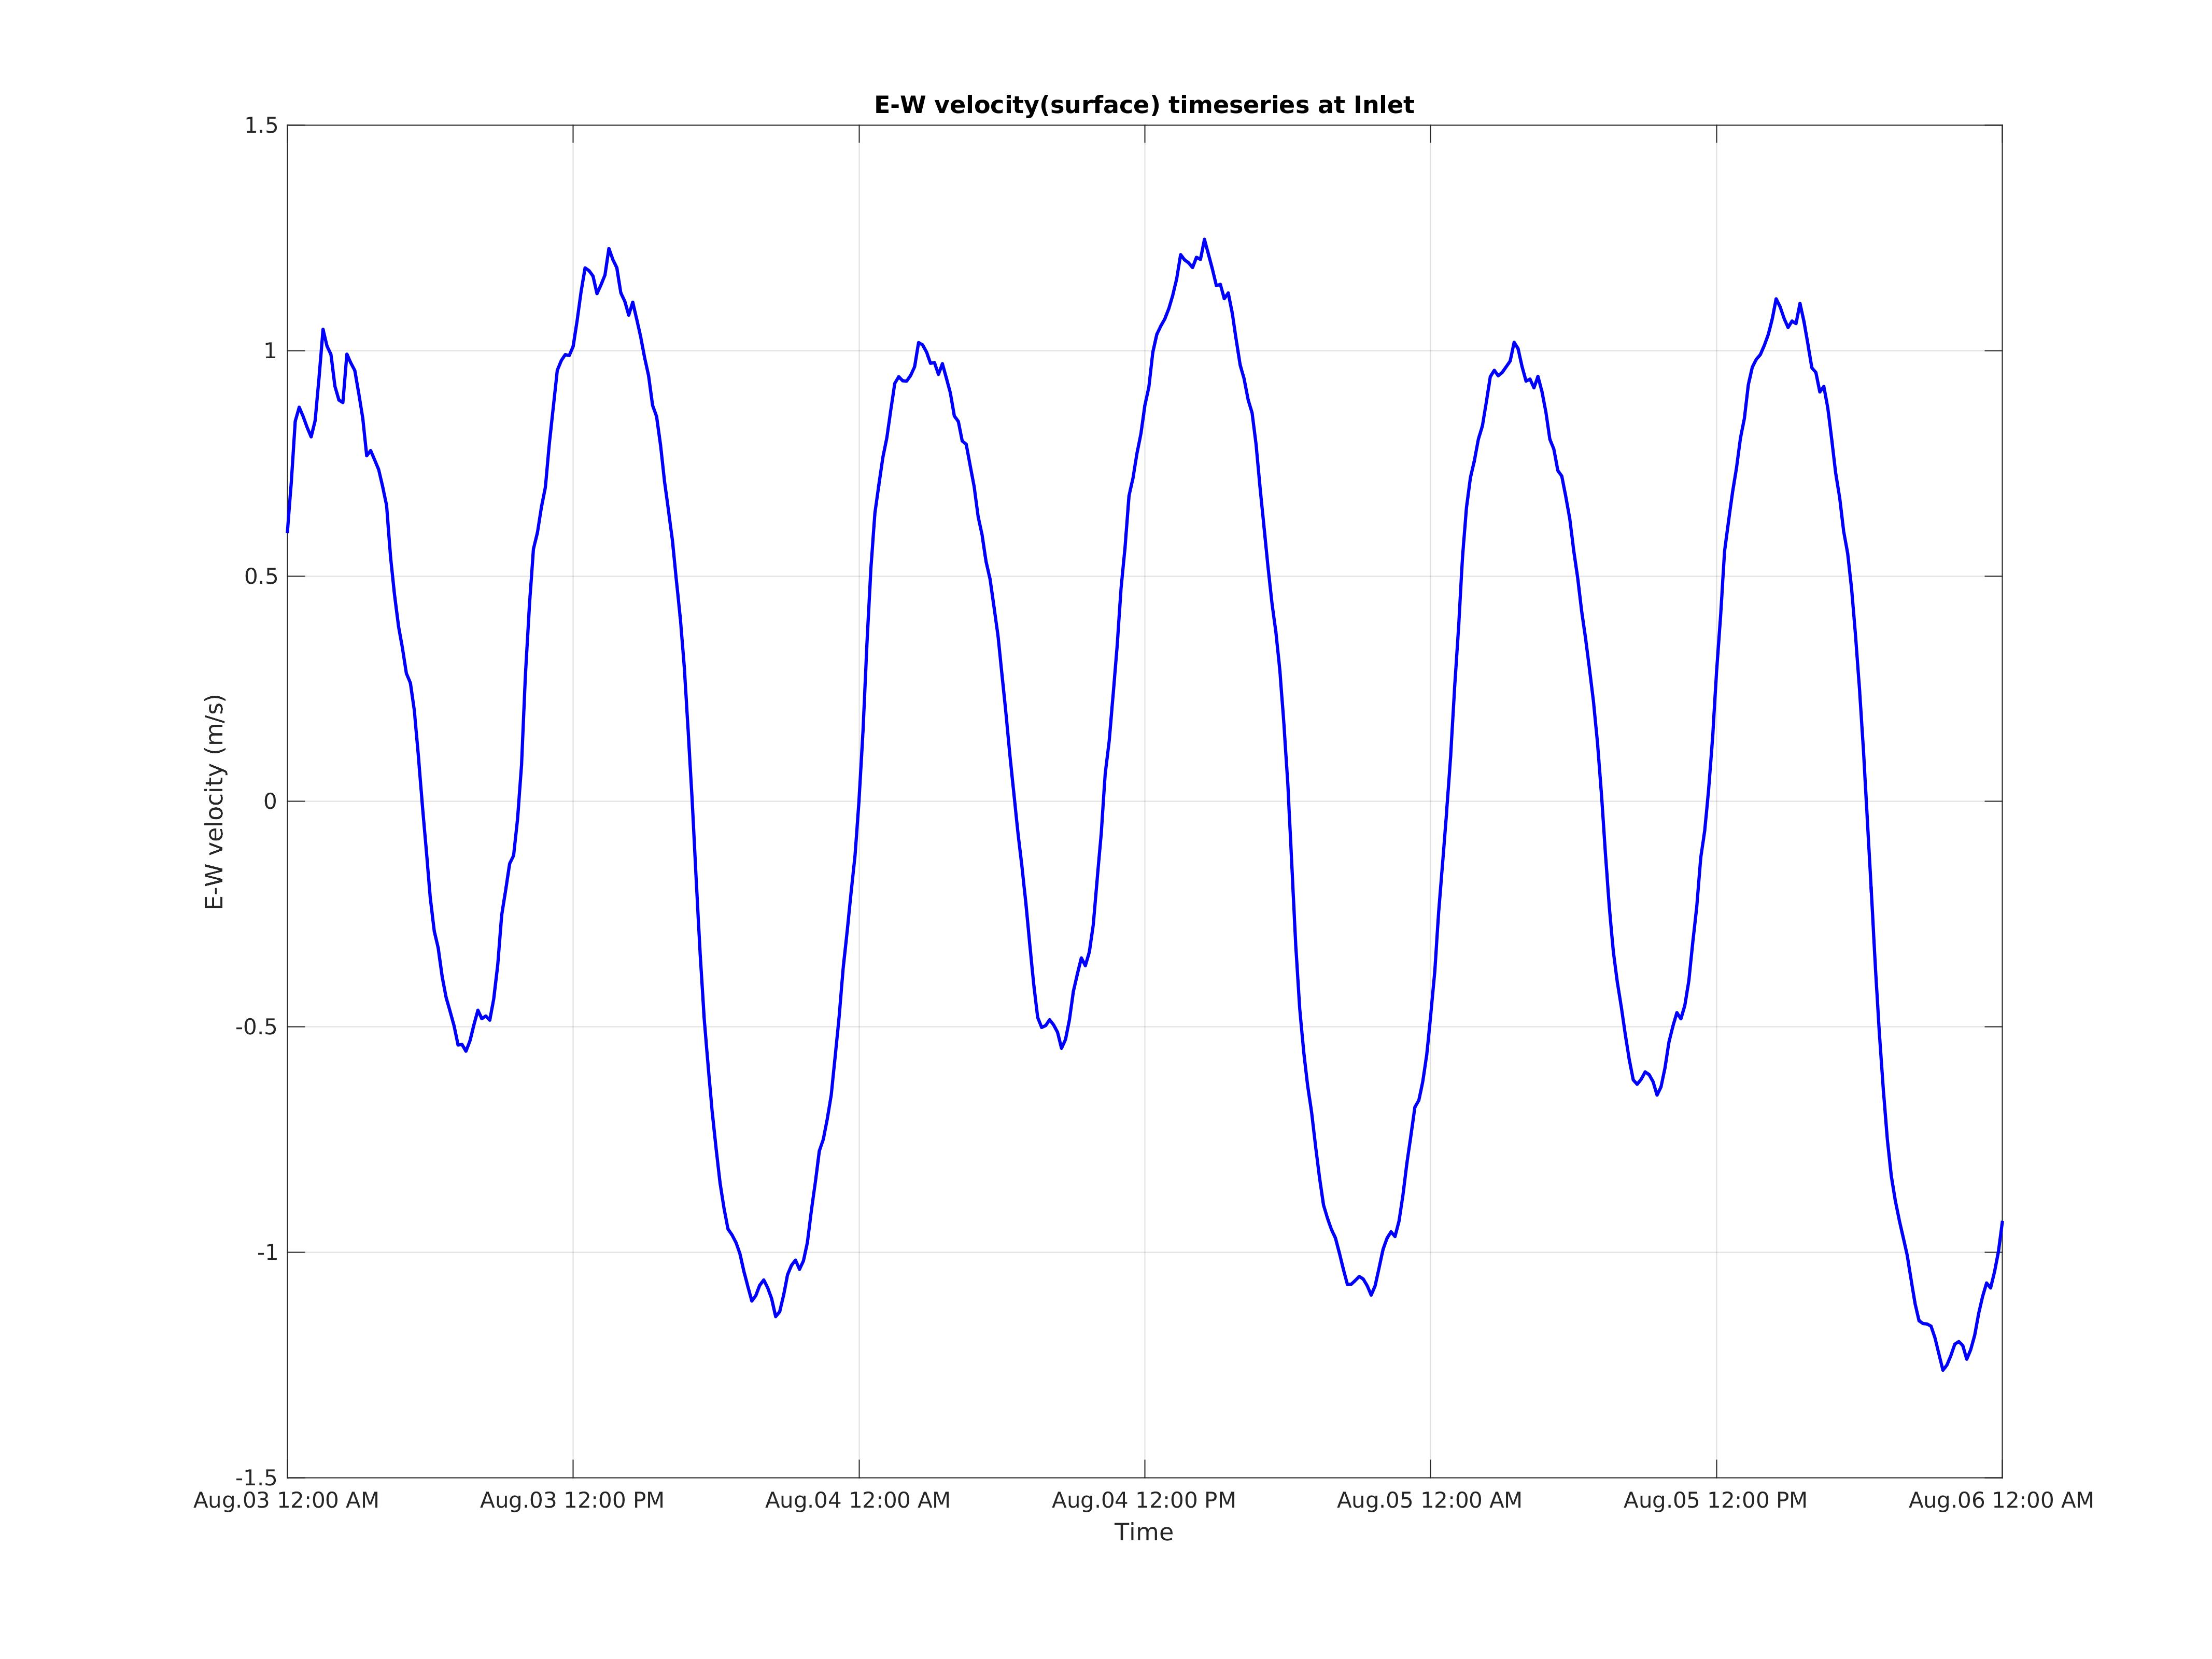 E-W velocity(surface) timeseries at Inlet
1.5
1
0.5
0
-0.5
-1
-1.5
E-W velocity (m/s)
Aug.03 12:00 AM Aug.03 12:00 PM Aug.04 12:00 AM Aug.04 12:00 PM Aug.05 12:00 AM Aug.05 12:00 PM Aug.06 12:00 AM
Time